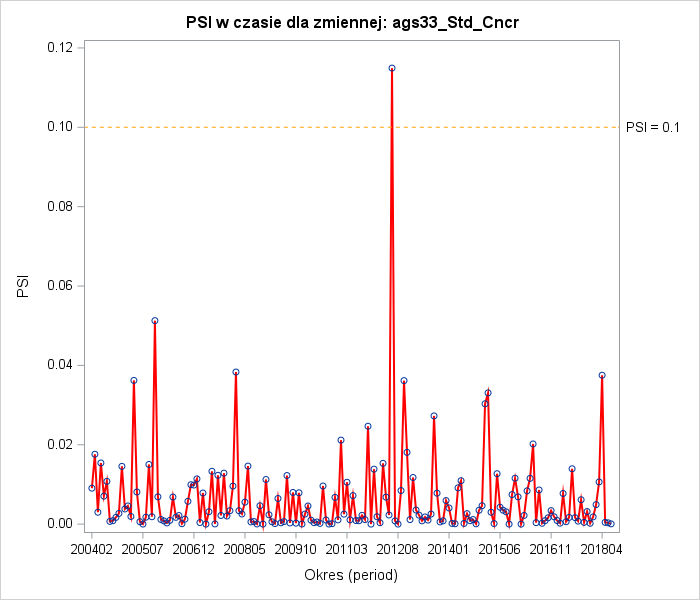 PSI w czasie dla zmiennej: ags33_Std_Cncr
0.12
0.10
PSI = 0.1
0.08
0.06
0.04
0.02
0.00
PSI
200402 200507 200612 200805 200910 201103 201208 201401 201506 201611 201804
Okres (period)